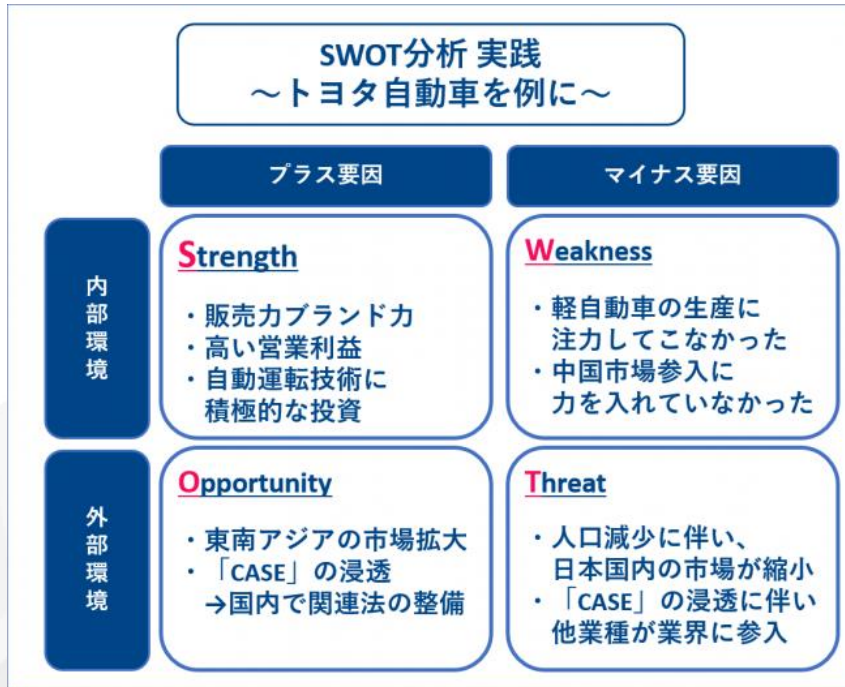 SWOT分析 実践
～トヨタ自動車を例に～
プラス要因
マイナス要因
内部環境
Strength
・販売力ブランド力
・高い営業利益
・自動運転技術に
積極的な投資
Weakness
・軽自動車の生産に
注力してこなかった
・中国市場参入に
力を入れていなかった
外部環境
Opportunity
・東南アジアの市場拡大
・「CASE」の浸透
→国内で関連法の整備
Threat
・人口減少に伴い、
日本国内の市場が縮小
・「CASE」の浸透に伴い
他業種が業界に参入